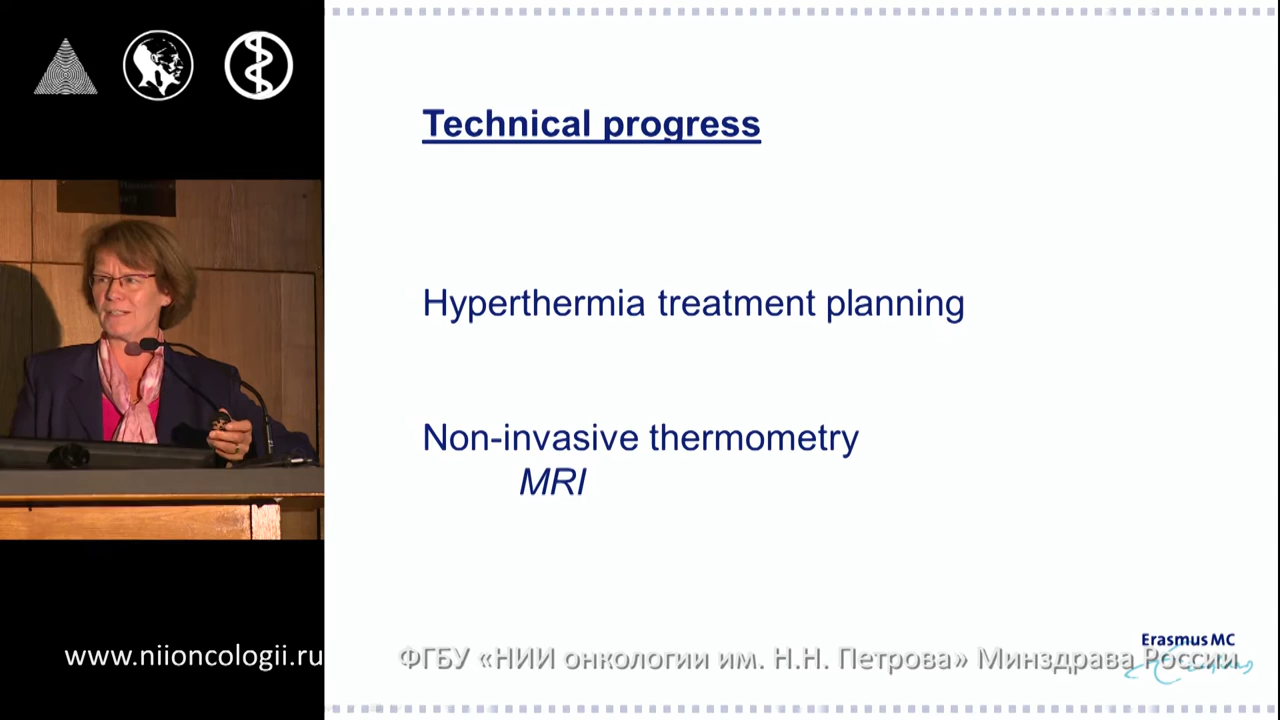 Technical progress
Hyperthermia treatment planning
Non-invasive thermometry
MRI
Erasmus MC
www.niioncologii.ru
ФГБУ «НИИ онкологии им. Н.Н. Петрова» Минздрава России